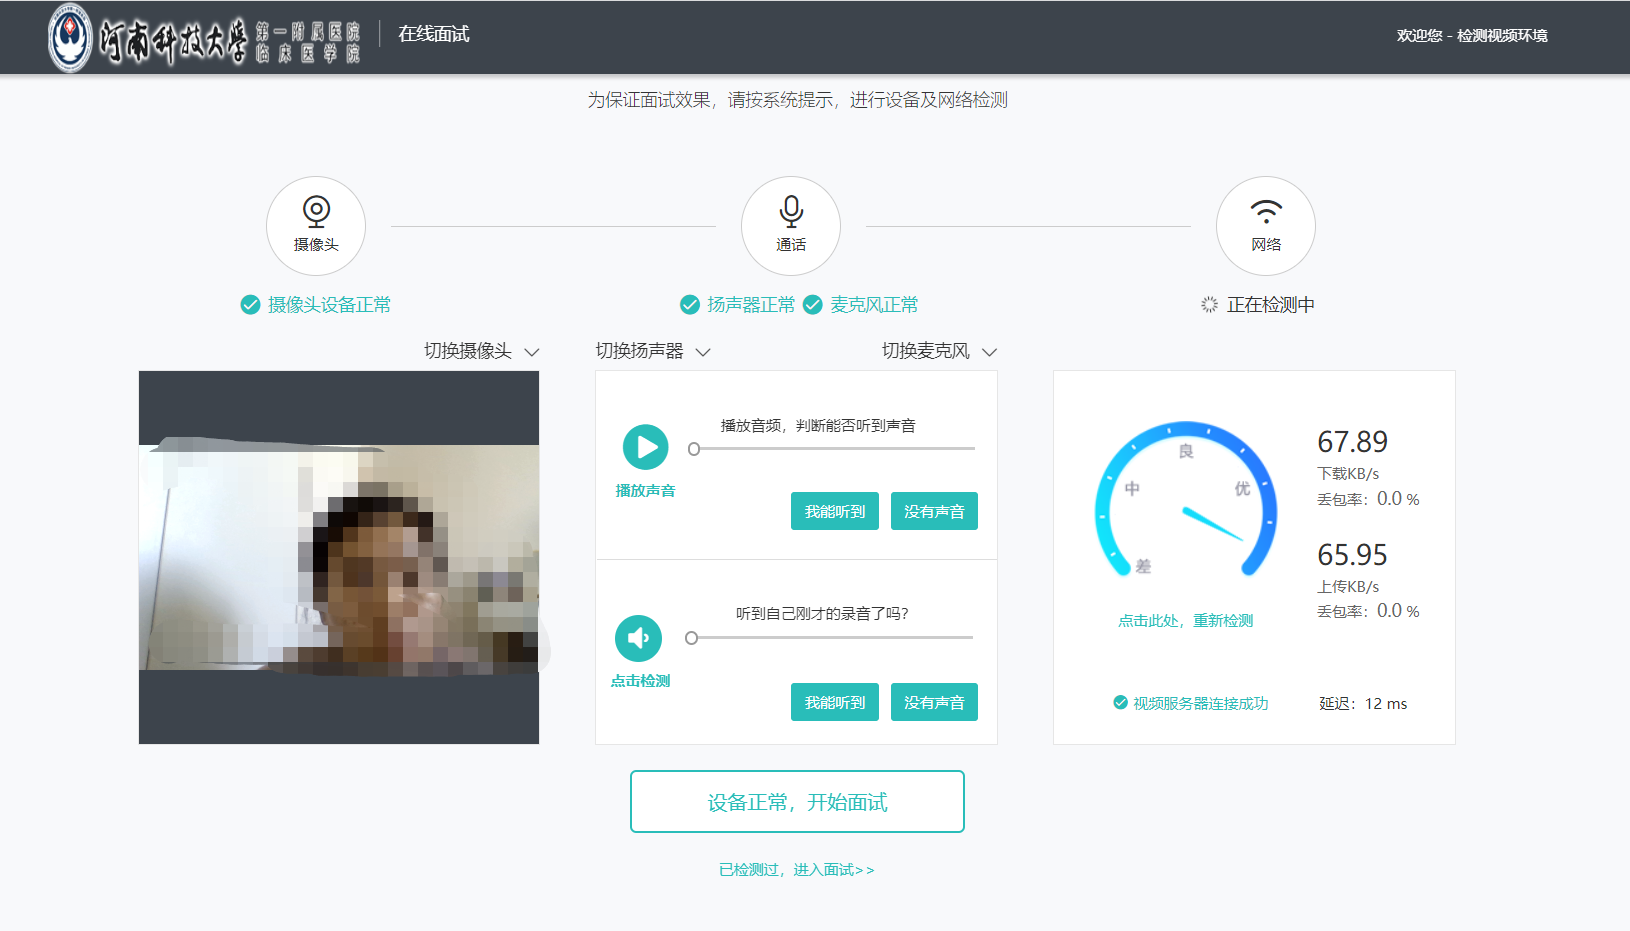 河南科技大学
第一附属医院
临床医学院
在线面试
欢迎您 - 检测视频环境
为保证面试效果，请按系统提示，进行设备及网络检测
摄像头
通话
网络
摄像头设备正常
扬声器正常 麦克风正常
正在检测中
切换摄像头
切换扬声器
切换麦克风
播放音频，判断能否听到声音
播放声音
我能听到 没有声音
听到自己刚才的录音了吗?
点击检测
我能听到 没有声音
良
中
优
差
67.89
下载KB/s
丢包率：0.0 %
65.95
上传KB/s
丢包率：0.0 %
点击此处，重新检测
视频服务器连接成功
延迟：12 ms
设备正常，开始面试
已检测过，进入面试>>